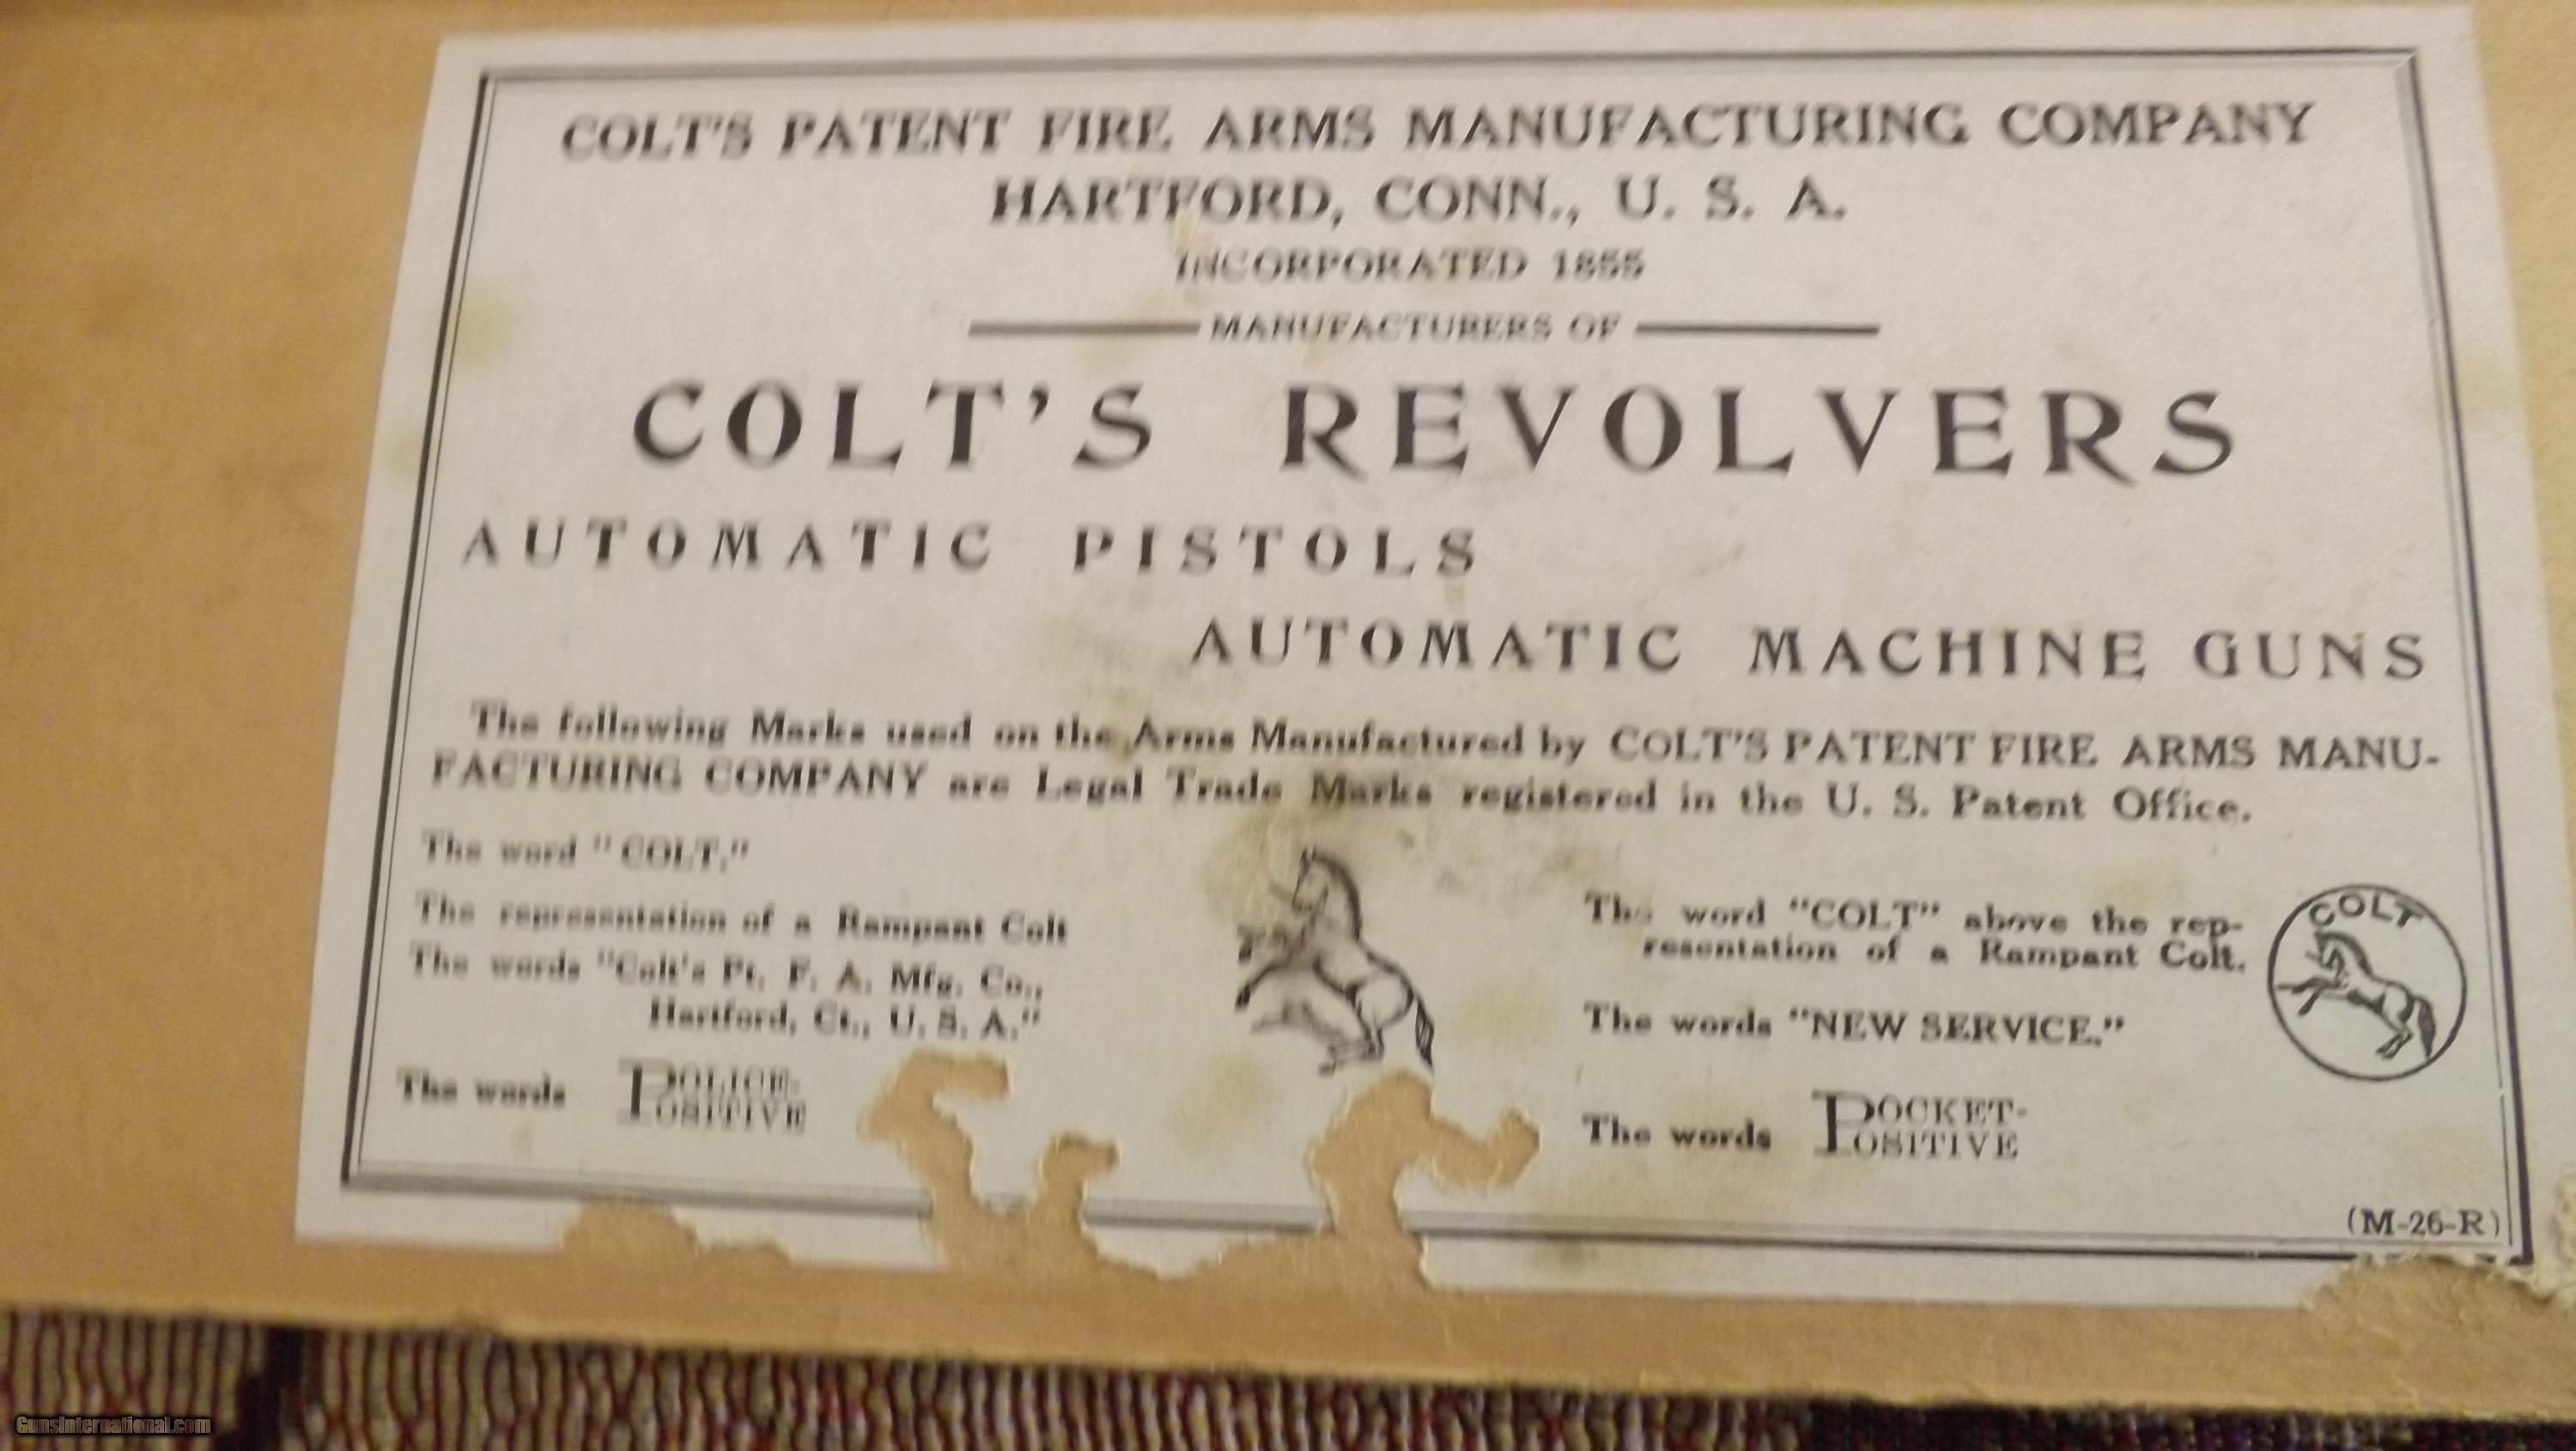 COLT'S PATENT FIRE ARMS MANUFACTURING COMPANY
HARTFORD, CONN., U. S. A.
INCORPORATED 1855
MANUFACTURERS OF
COLT'S REVOLVERS
AUTOMATIC PISTOLS
AUTOMATIC MACHINE GUNS
The following Marks used on the Arms Manufactured by COLT'S PATENT FIRE ARMS MANU-
FACTURING COMPANY are Legal Trade Marks registered in the U. S. Patent Office.
The word "COLT."
The representation of a Rampant Colt
The words "Colt's Pt. F. A. Mfg. Co.,
Hartford, Ct., U. S. A."
The words POLICE-
POSITIVE
The word "COLT" above the rep-
resentation of a Rampant Colt.
COLT
The words "NEW SERVICE."
The words POCKET-
POSITIVE
(M-26-R)
GunsInternational.com